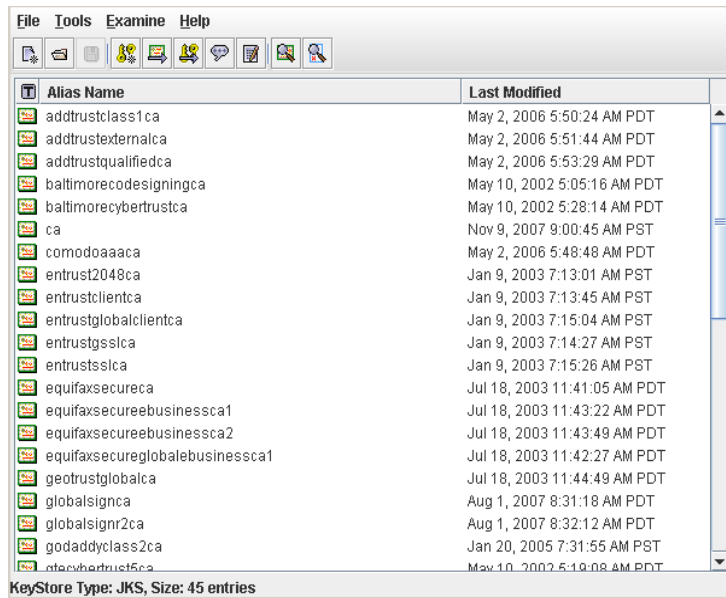 File Tools Examine Help
T Alias Name Last Modified
addtrustclass1ca May 2, 2006 5:50:24 AM PDT
addtrustexternalca May 2, 2006 5:51:44 AM PDT
addtrustqualifiedca May 2, 2006 5:53:29 AM PDT
baltimorecodesigningca May 10, 2002 5:05:16 AM PDT
baltimorecybertrustca May 10, 2002 5:28:14 AM PDT
ca Nov 9, 2007 9:00:45 AM PST
comodoaaaca May 2, 2006 5:48:48 AM PDT
entrust2048ca Jan 9, 2003 7:13:01 AM PST
entrustclientca Jan 9, 2003 7:13:45 AM PST
entrustglobalclientca Jan 9, 2003 7:15:04 AM PST
entrustgsslca Jan 9, 2003 7:14:27 AM PST
entrustsslca Jan 9, 2003 7:15:26 AM PST
equifaxsecureca Jul 18, 2003 11:41:05 AM PDT
equifaxsecureebusinessca1 Jul 18, 2003 11:43:22 AM PDT
equifaxsecureebusinessca2 Jul 18, 2003 11:43:49 AM PDT
equifaxsecureglobalebusinessca1 Jul 18, 2003 11:42:27 AM PDT
geotrustglobalca Jul 18, 2003 11:44:49 AM PDT
globalsignca Aug 1, 2007 8:31:18 AM PDT
globalsignr2ca Aug 1, 2007 8:32:12 AM PDT
godaddyclass2ca Jan 20, 2005 7:31:55 AM PST
gtecybertrust5ca May 10, 2002 5:19:08 AM PDT
KeyStore Type: JKS, Size: 45 entries